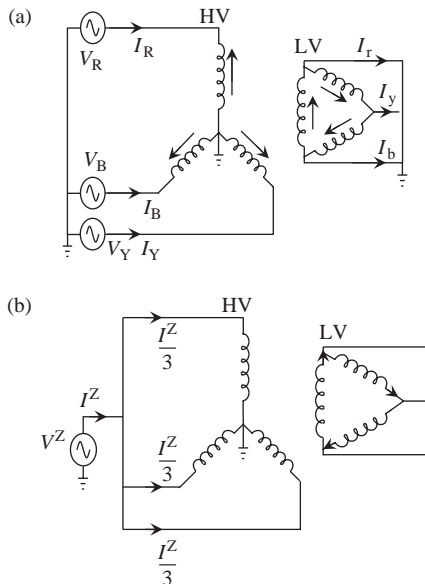 (a)
HV
V_R
I_R
LV
I_r
I_y
I_b
V_B
I_B
V_Y
I_Y
(b)
HV
I^Z/3
LV
I^Z
V^Z
I^Z/3
I^Z/3